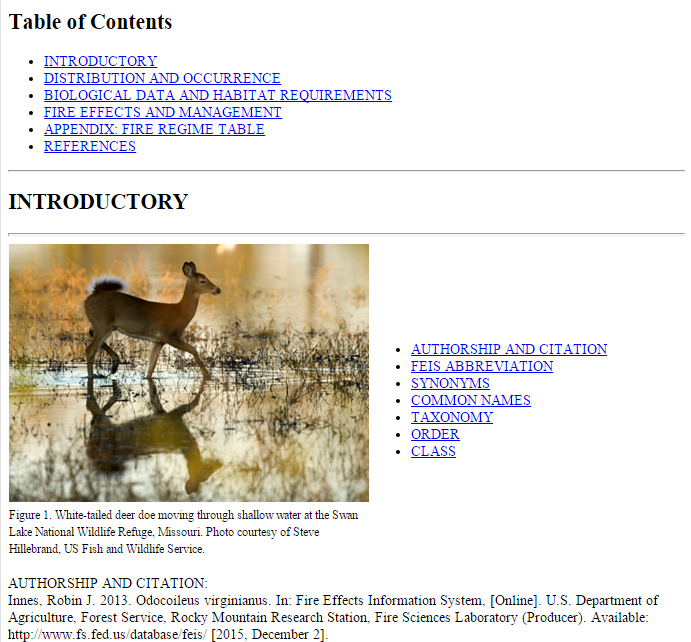 Table of Contents
INTRODUCTORY
DISTRIBUTION AND OCCURRENCE
BIOLOGICAL DATA AND HABITAT REQUIREMENTS
FIRE EFFECTS AND MANAGEMENT
APPENDIX: FIRE REGIME TABLE
REFERENCES
INTRODUCTORY
AUTHORSHIP AND CITATION
FEIS ABBREVIATION
SYNONYMS
COMMON NAMES
TAXONOMY
ORDER
CLASS
Figure 1. White-tailed deer doe moving through shallow water at the Swan
Lake National Wildlife Refuge, Missouri. Photo courtesy of Steve
Hillebrand, US Fish and Wildlife Service.
AUTHORSHIP AND CITATION:
Innes, Robin J. 2013. Odocoileus virginianus. In: Fire Effects Information System, [Online]. U.S. Department of
Agriculture, Forest Service, Rocky Mountain Research Station, Fire Sciences Laboratory (Producer). Available:
http://www.fs.fed.us/database/feis/ [2015, December 2].